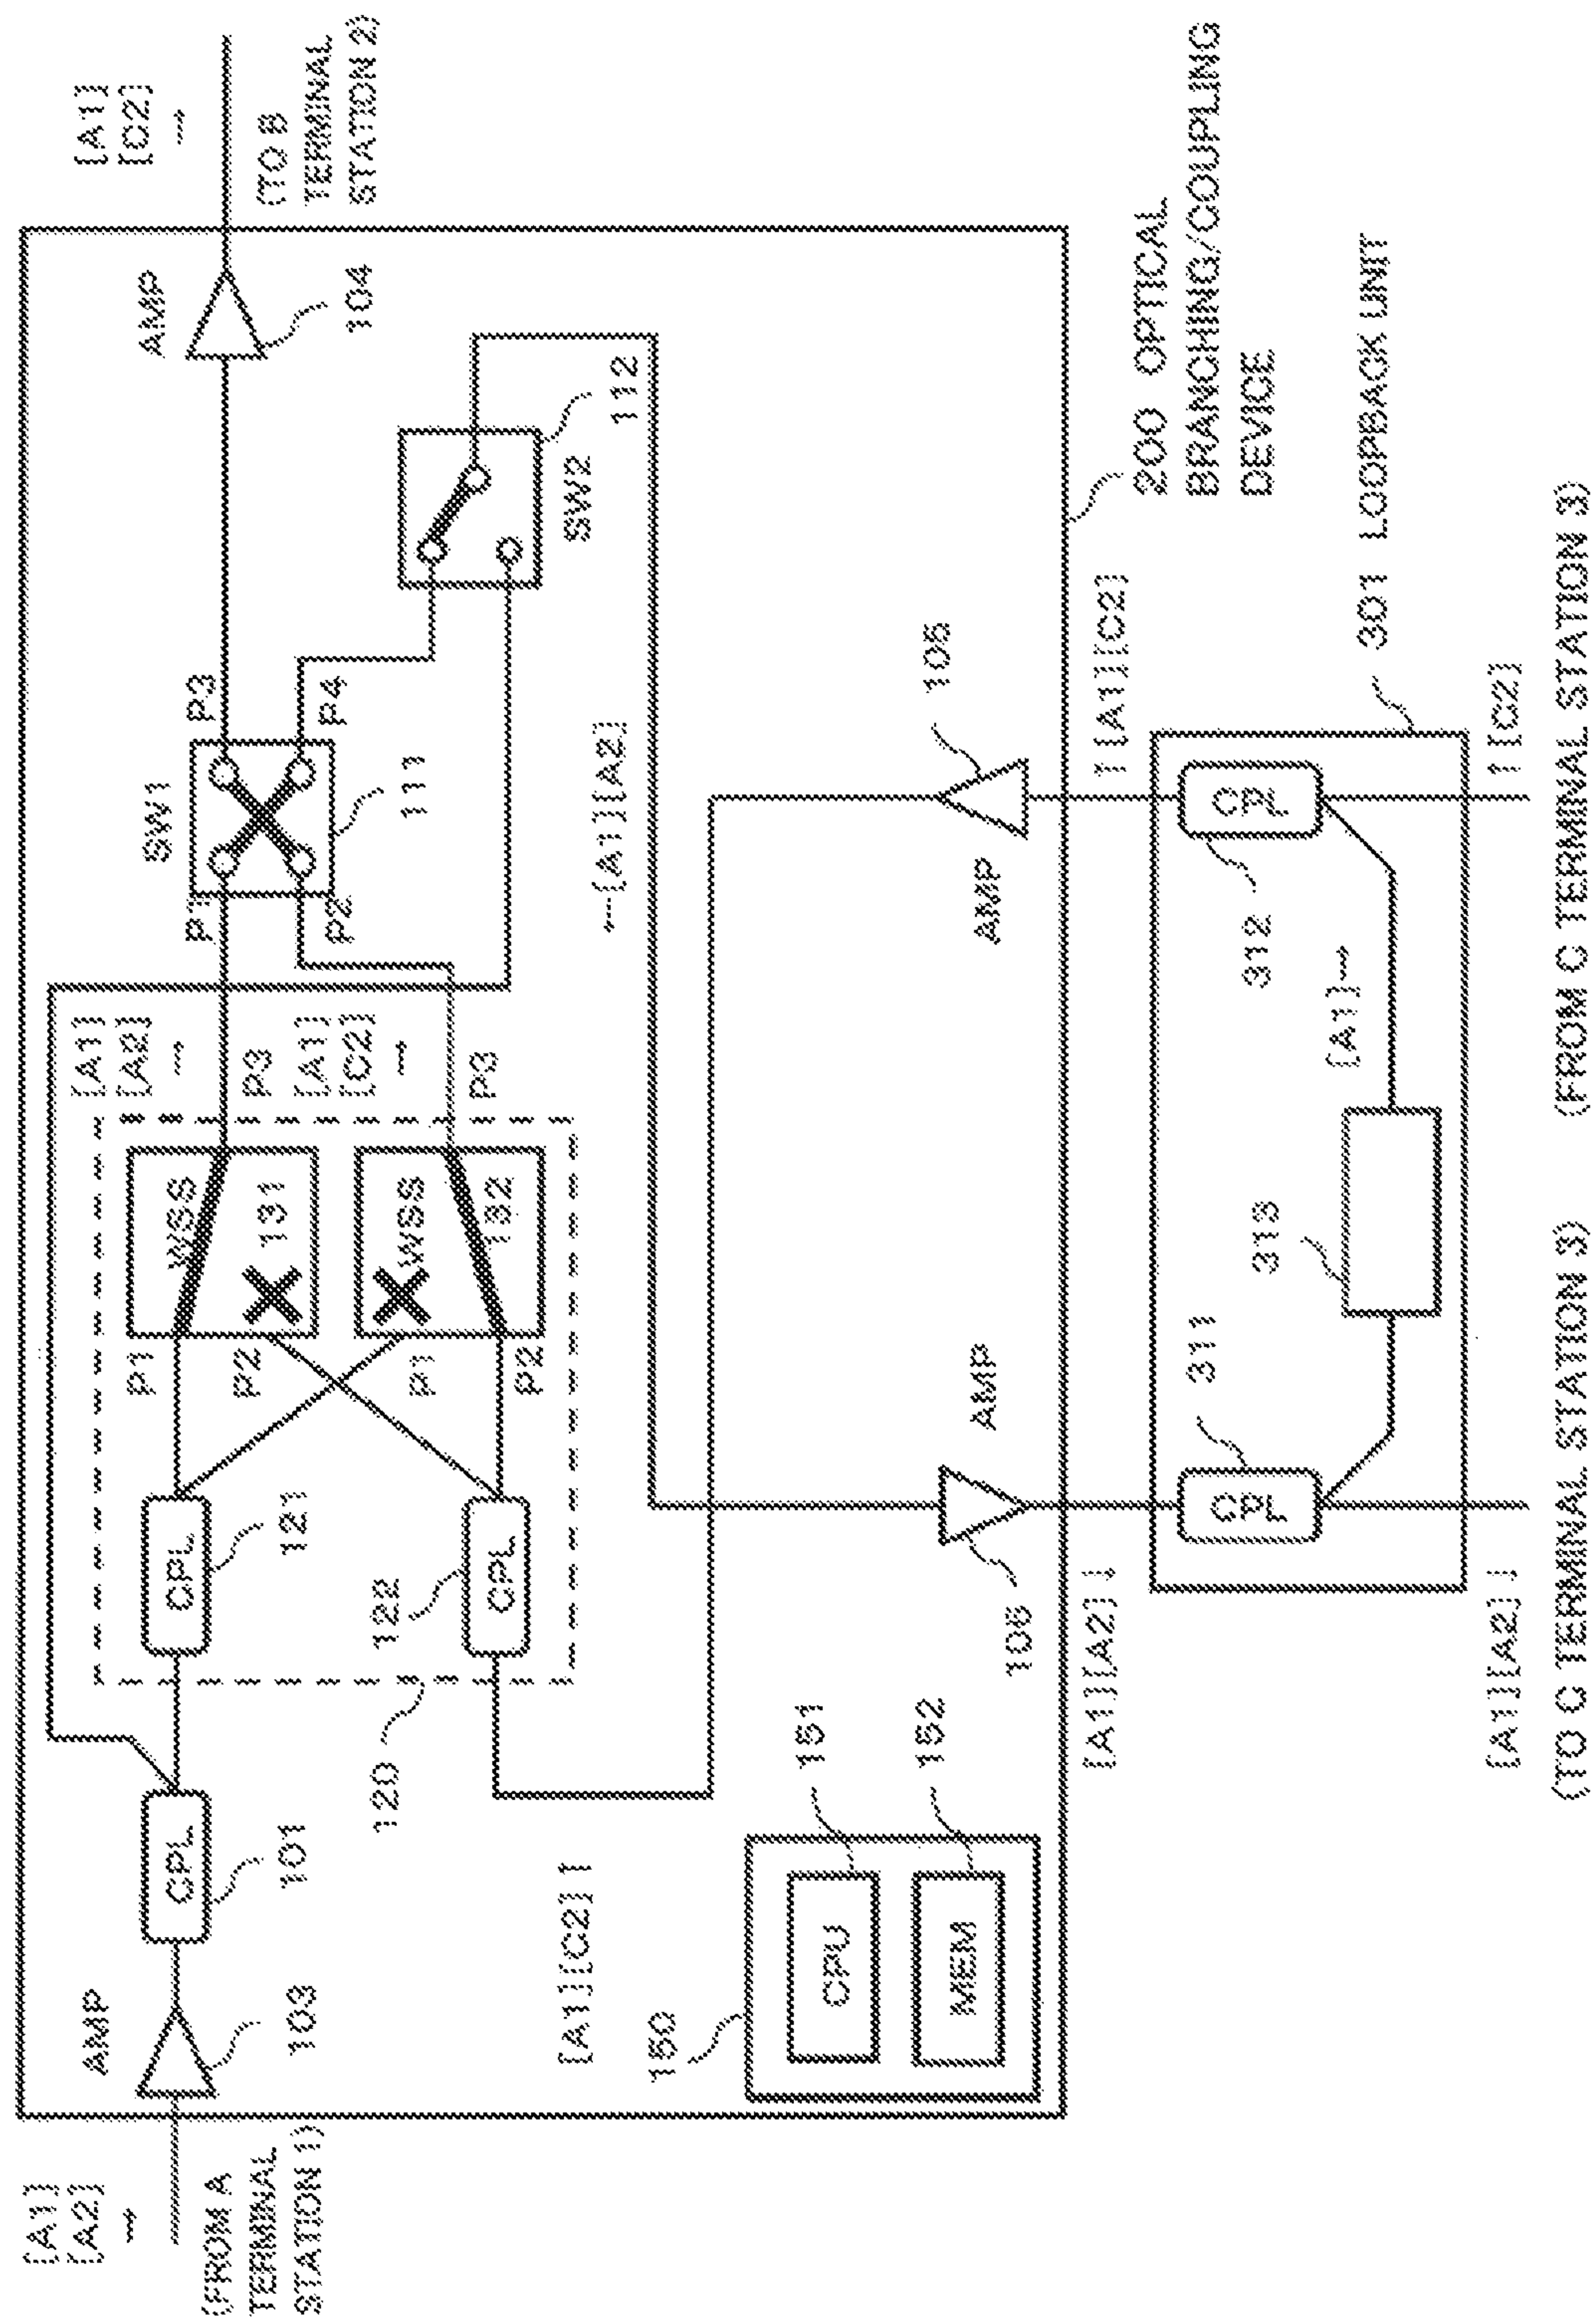 [A1]
[A2]
→
(FROM A
TERMINAL
STATION 1)
AMP
103
CPL
101
120
CPL
121
122
CPL
P1
P2
P1
P2
WSS
131
WSS
132
[A1]
[A2]
→
P3
[A1]
[C2]
→
P3
SW1
P1
P2
P3
P4
111
SW2
112
AMP
104
[A1]
[C2]
→
(TO B
TERMINAL
STATION 2)
←[A1][A2]
[A1][C2]↑
150
CPU
151
MEM
152
AMP
106
AMP
105
200 OPTICAL
BRANCHING/COUPLING
DEVICE
[A1][A2]↓
↑[A1][C2]
CPL
311
313
[A1]→
CPL
312
301 LOOPBACK UNIT
[A1][A2]↓
↑[C2]
(TO C TERMINAL STATION 3)
(FROM C TERMINAL STATION 3)